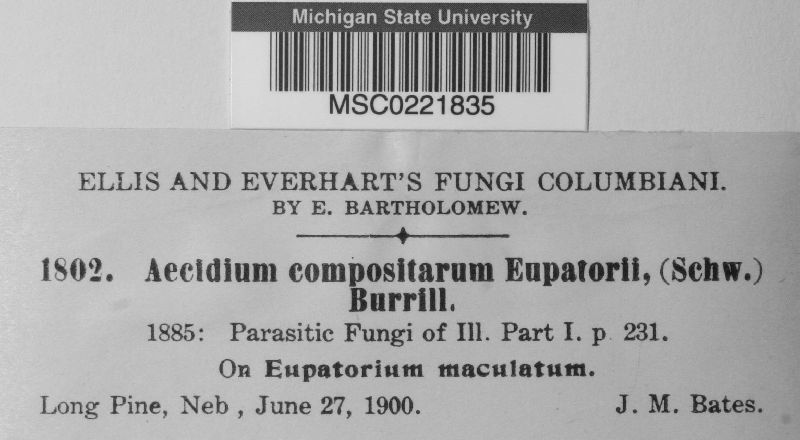 Michigan State University
MSC0221835
ELLIS AND EVERHART'S FUNGI COLUMBIANI.
BY E. BARTHOLOMEW.
1802. Aecidium compositarum Eupatorii, (Schw.)
Burrill.
1885: Parasitic Fungi of Ill. Part I. p 231.
On Eupatorium maculatum.
Long Pine, Neb , June 27, 1900. J. M. Bates.